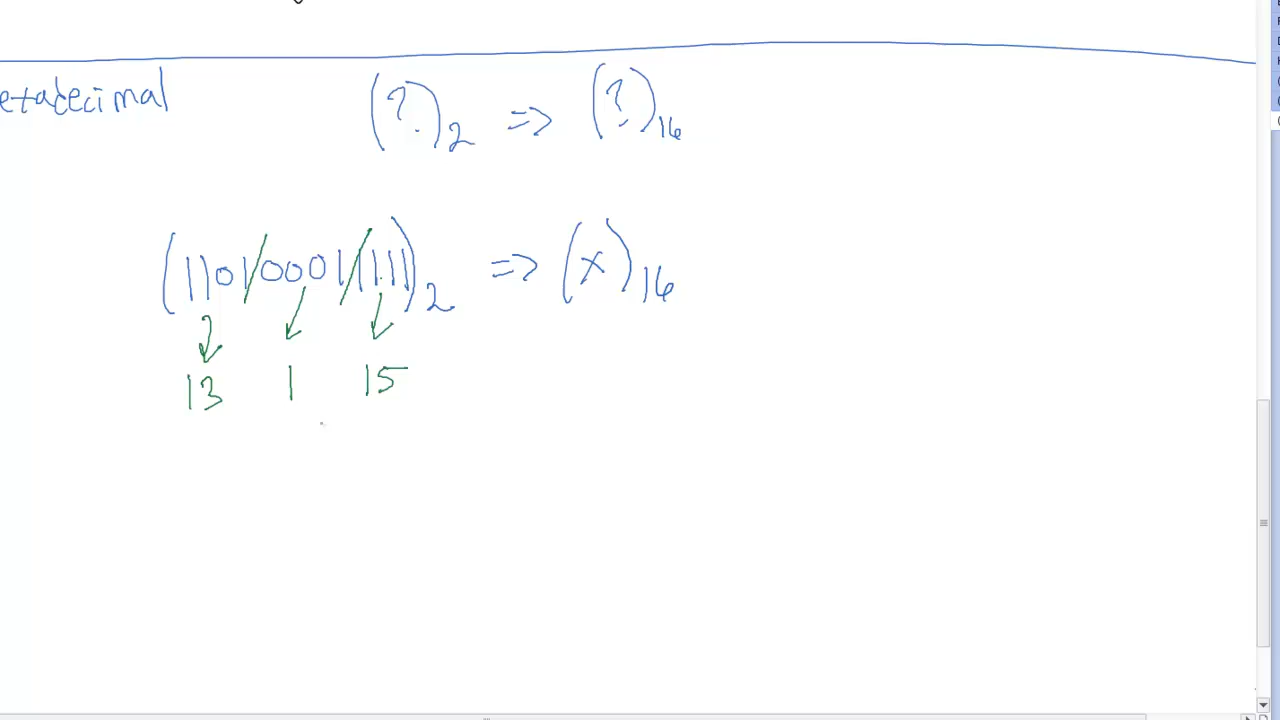 etadecimal (?)2 => (?)16
(1101/0001/1111)2 => (x)16
13 1 15